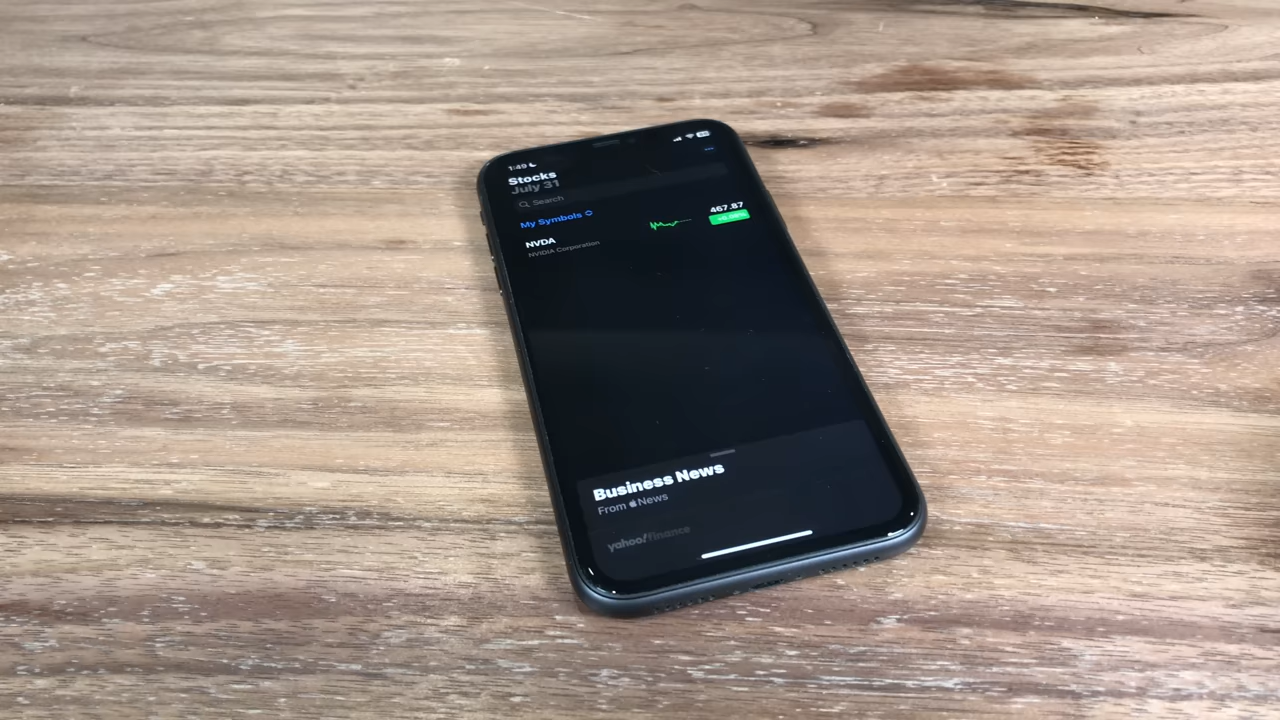 1:49
Stocks
July 31
Search
My Symbols
467.87
NVDA
NVIDIA Corporation
Business News
From News
yahoo!finance